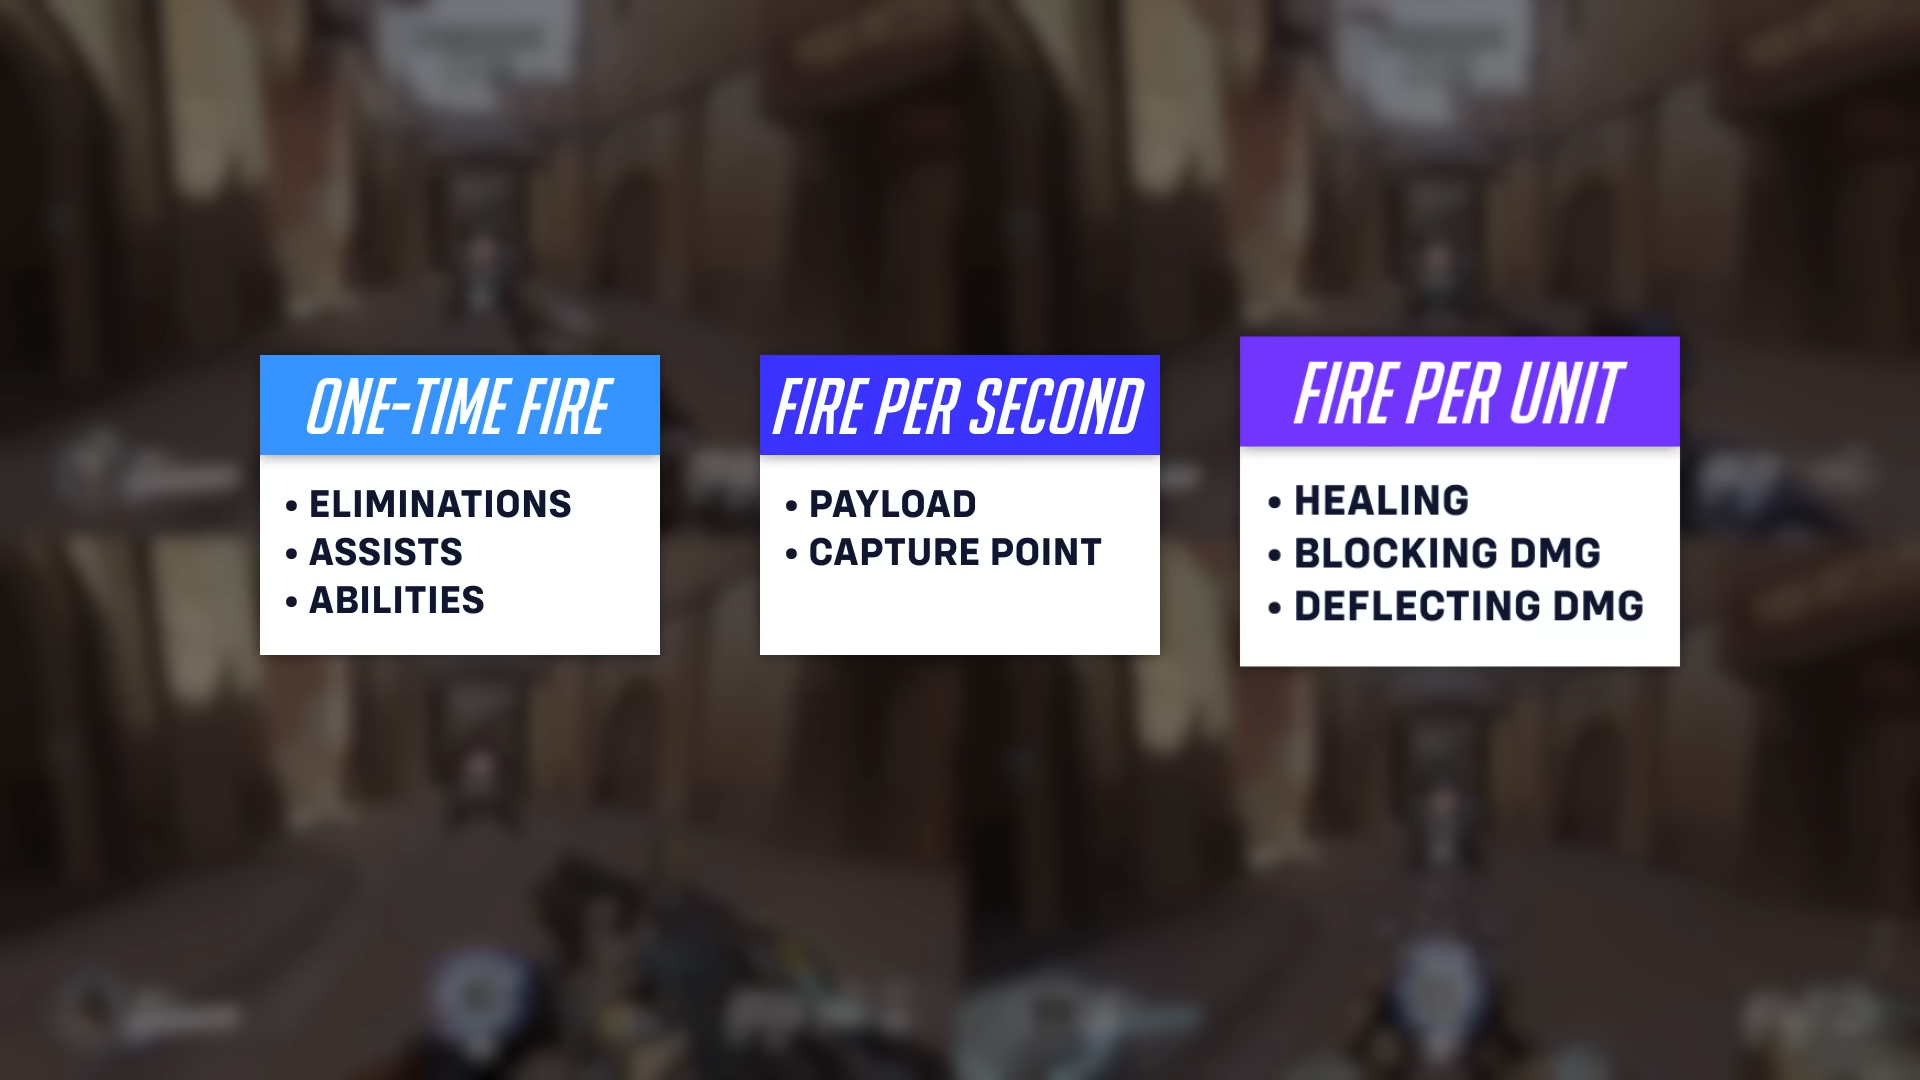 ONE-TIME FIRE
• ELIMINATIONS
• ASSISTS
• ABILITIES
FIRE PER SECOND
• PAYLOAD
• CAPTURE POINT
FIRE PER UNIT
• HEALING
• BLOCKING DMG
• DEFLECTING DMG